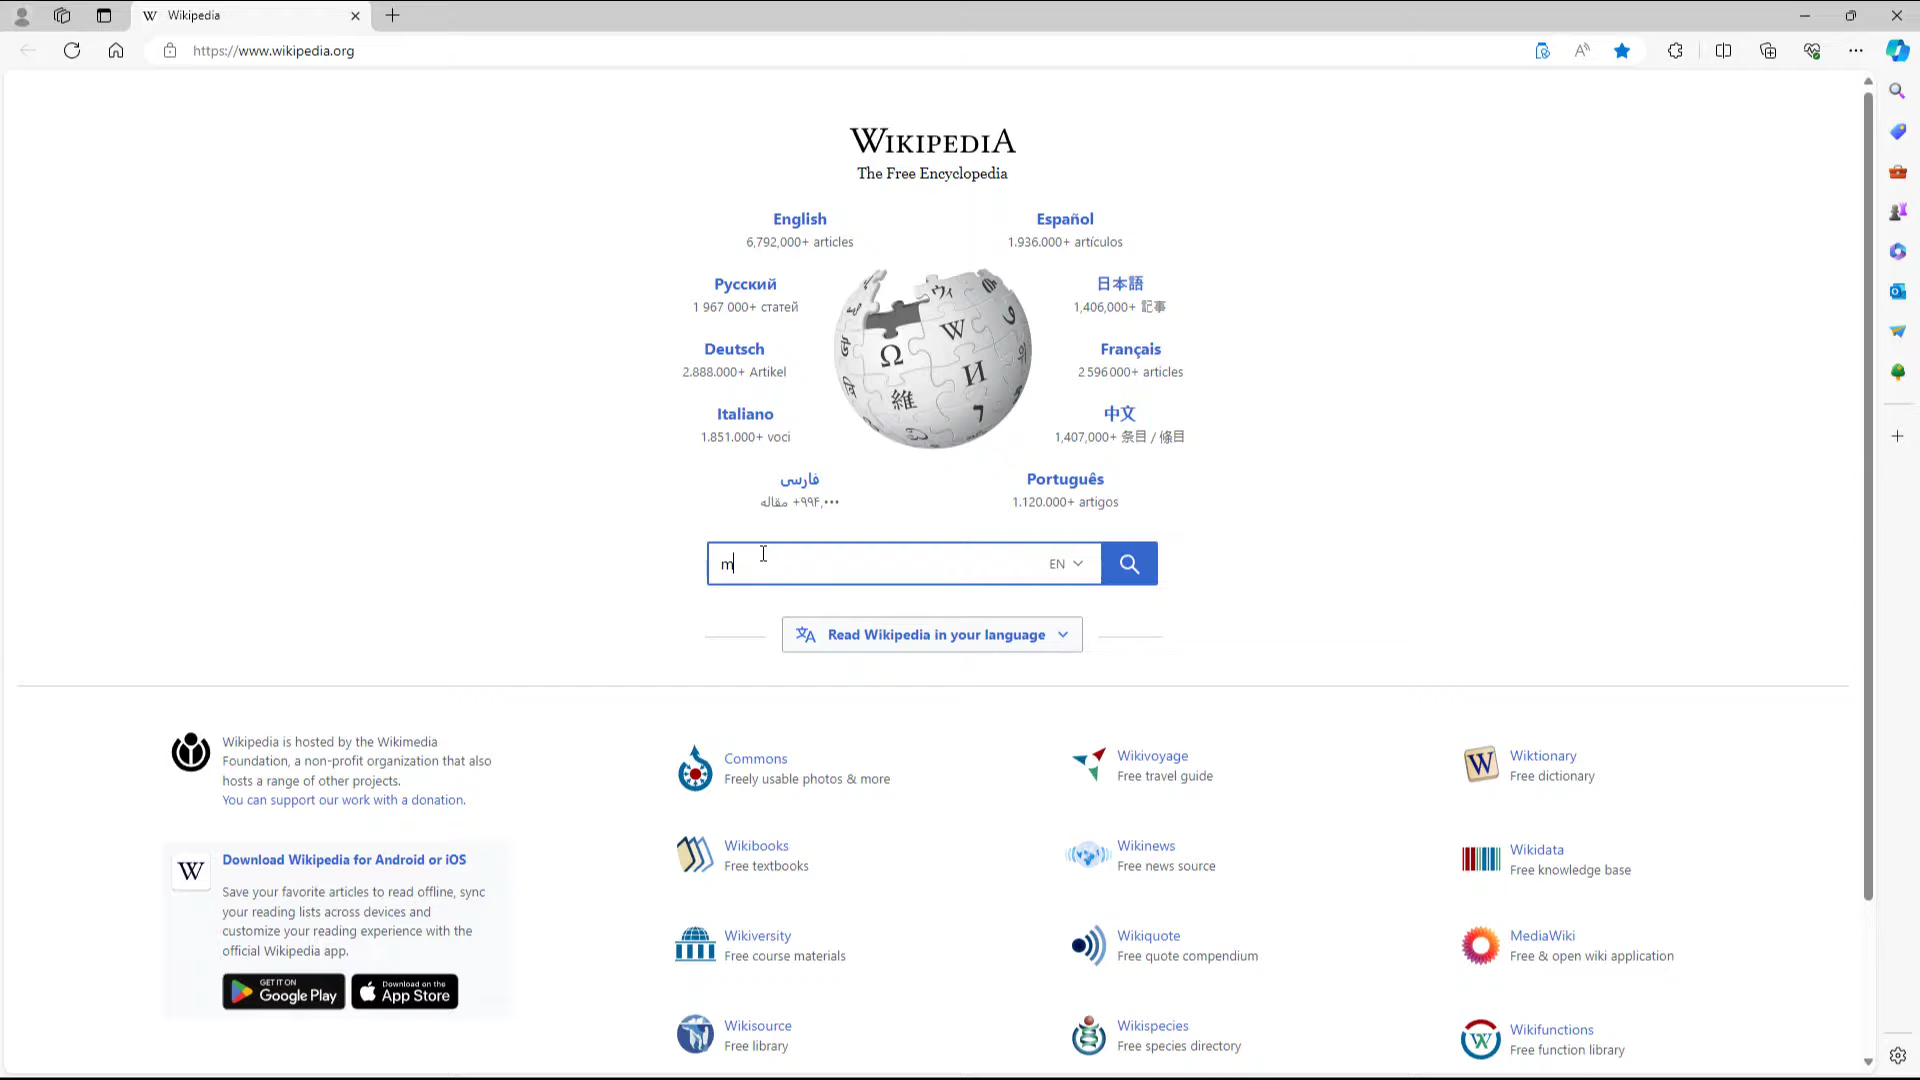 Wikipedia
https://www.wikipedia.org
WIKIPEDIA
The Free Encyclopedia
English
6,792,000+ articles
Español
1.936.000+ artículos
Русский
1 967 000+ статей
日本語
1,406,000+ 記事
Deutsch
2.888.000+ Artikel
Français
2 596 000+ articles
Italiano
1.851.000+ voci
中文
1,407,000+ 条目 / 條目
فارسی
۹۹۴٬۰۰۰+ مقاله
Português
1.120.000+ artigos
Ω
W
И
維
ウィ
m
EN
Read Wikipedia in your language
Wikipedia is hosted by the Wikimedia
Foundation, a non-profit organization that also
hosts a range of other projects.
You can support our work with a donation.
W
Download Wikipedia for Android or iOS
Save your favorite articles to read offline, sync
your reading lists across devices and
customize your reading experience with the
official Wikipedia app.
GET IT ON
Google Play
Download on the
App Store
Commons
Freely usable photos & more
Wikivoyage
Free travel guide
Wiktionary
Free dictionary
Wikibooks
Free textbooks
Wikinews
Free news source
Wikidata
Free knowledge base
Wikiversity
Free course materials
Wikiquote
Free quote compendium
MediaWiki
Free & open wiki application
Wikisource
Free library
Wikispecies
Free species directory
Wikifunctions
Free function library